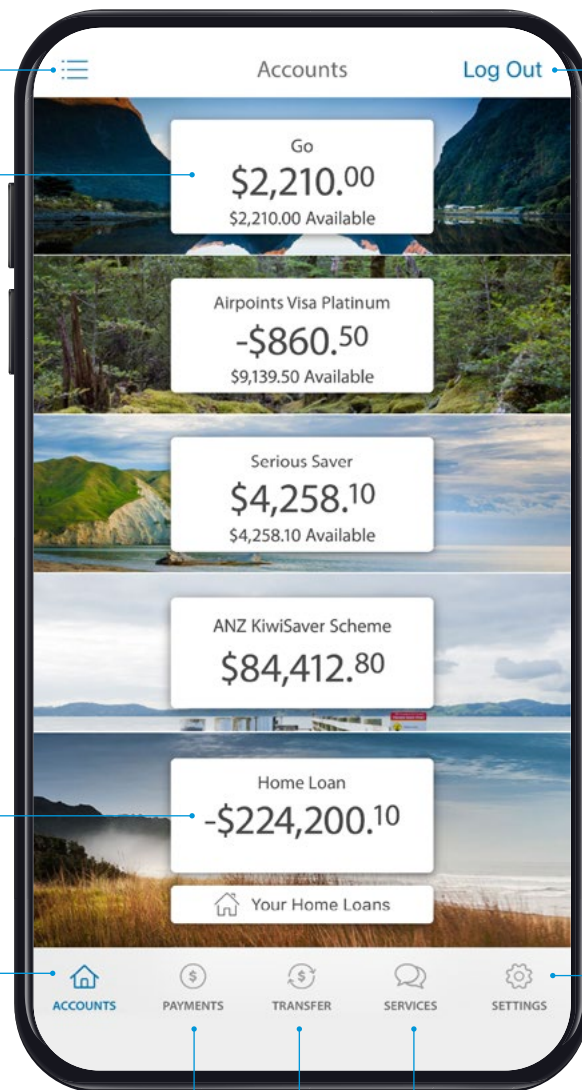 Accounts
Log Out
Go
$2,210.00
$2,210.00 Available
Airpoints Visa Platinum
-$860.50
$9,139.50 Available
Serious Saver
$4,258.10
$4,258.10 Available
ANZ KiwiSaver Scheme
$84,412.80
Home Loan
-$224,200.10
Your Home Loans
ACCOUNTS
PAYMENTS
TRANSFER
SERVICES
SETTINGS